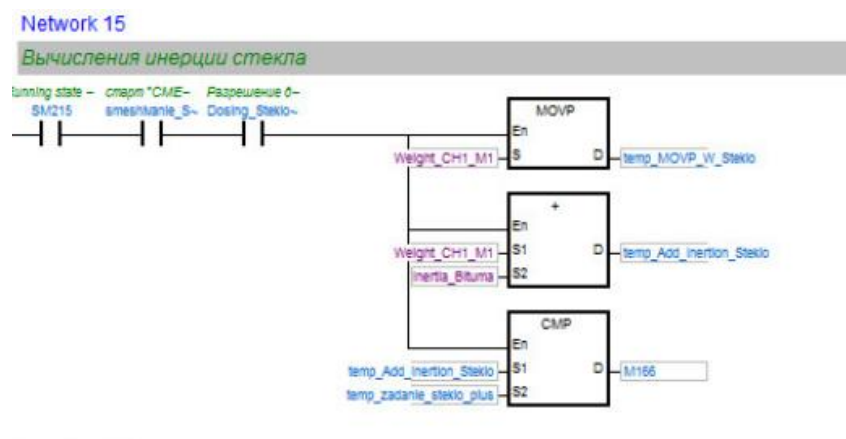 Network 15
Вычисления инерции стекла
unning state – старт "СМЕ– Разрешение б–
SM215 smeshivanie_S~ Dosing_Steklo~
MOVP
En
Weight_CH1_M1 S D temp_MOVP_W_Steklo
+
En
Weight_CH1_M1 S1 D temp_Add_Inertion_Steklo
Inertia_Bituma S2
CMP
En
temp_Add_Inertion_Steklo S1 D M166
temp_zadanie_steklo_plus S2